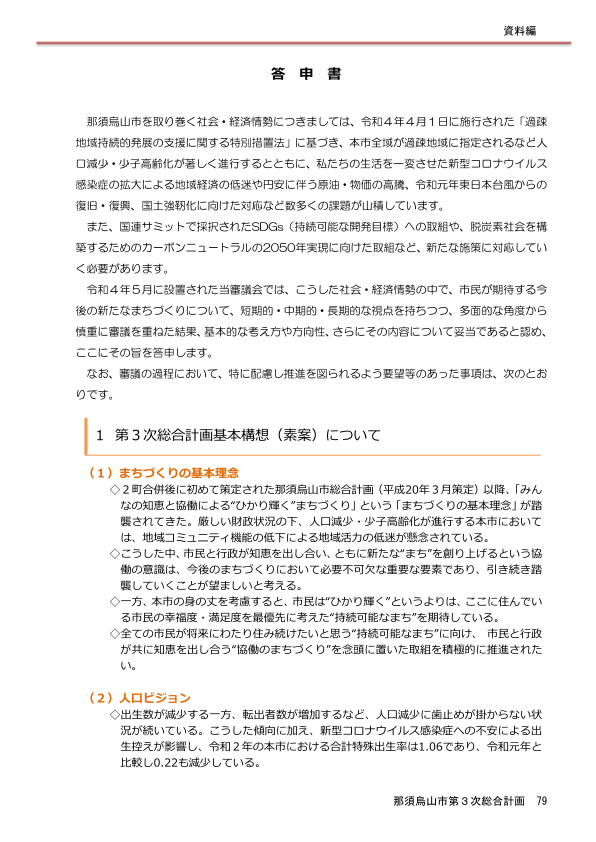 資料編
答 申 書
那須烏山市を取り巻く社会・経済情勢につきましては、令和４年４月１日に施行された「過疎
地域持続的発展の支援に関する特別措置法」に基づき、本市全域が過疎地域に指定されるなど人
口減少・少子高齢化が著しく進行するとともに、私たちの生活を一変させた新型コロナウイルス
感染症の拡大による地域経済の低迷や円安に伴う原油・物価の高騰、令和元年東日本台風からの
復旧・復興、国土強靭化に向けた対応など数多くの課題が山積しています。
また、国連サミットで採択されたSDGs（持続可能な開発目標）への取組や、脱炭素社会を構
築するためのカーボンニュートラルの2050年実現に向けた取組など、新たな施策に対応してい
く必要があります。
令和４年５月に設置された当審議会では、こうした社会・経済情勢の中で、市民が期待する今
後の新たなまちづくりについて、短期的・中期的・長期的な視点を持ちつつ、多面的な角度から
慎重に審議を重ねた結果、基本的な考え方や方向性、さらにその内容について妥当であると認め、
ここにその旨を答申します。
なお、審議の過程において、特に配慮し推進を図られるよう要望等のあった事項は、次のとお
りです。
1 第３次総合計画基本構想（素案）について
（１）まちづくりの基本理念
◇２町合併後に初めて策定された那須烏山市総合計画（平成20年３月策定）以降、「みん
なの知恵と協働による“ひかり輝く”まちづくり」という「まちづくりの基本理念」が踏
襲されてきた。厳しい財政状況の下、人口減少・少子高齢化が進行する本市において
は、地域コミュニティ機能の低下による地域活力の低迷が懸念されている。
◇こうした中、市民と行政が知恵を出し合い、ともに新たな“まち”を創り上げるという協
働の意識は、今後のまちづくりにおいて必要不可欠な重要な要素であり、引き続き踏
襲していくことが望ましいと考える。
◇一方、本市の身の丈を考慮すると、市民は“ひかり輝く”というよりは、ここに住んでい
る市民の幸福度・満足度を最優先に考えた“持続可能なまち”を期待している。
◇全ての市民が将来にわたり住み続けたいと思う“持続可能なまち”に向け、 市民と行政
が共に知恵を出し合う“協働のまちづくり”を念頭に置いた取組を積極的に推進された
い。
（２）人口ビジョン
◇出生数が減少する一方、転出者数が増加するなど、人口減少に歯止めが掛からない状
況が続いている。こうした傾向に加え、新型コロナウイルス感染症への不安による出
生控えが影響し、令和２年の本市における合計特殊出生率は1.06であり、令和元年と
比較し0.22も減少している。
那須烏山市第３次総合計画 79